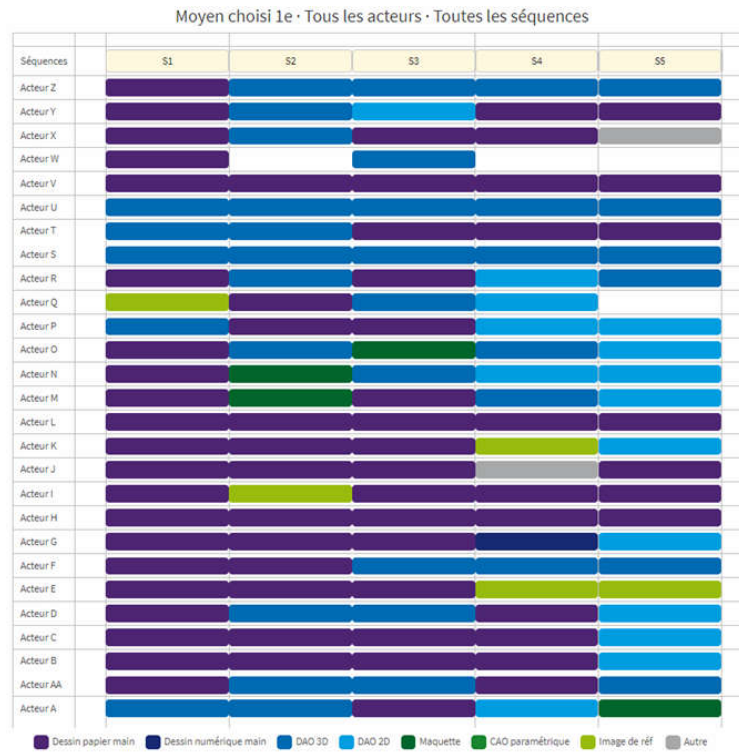 Moyen choisi 1e · Tous les acteurs · Toutes les séquences
Séquences S1 S2 S3 S4 S5
Acteur Z
Acteur Y
Acteur X
Acteur W
Acteur V
Acteur U
Acteur T
Acteur S
Acteur R
Acteur Q
Acteur P
Acteur O
Acteur N
Acteur M
Acteur L
Acteur K
Acteur J
Acteur I
Acteur H
Acteur G
Acteur F
Acteur E
Acteur D
Acteur C
Acteur B
Acteur AA
Acteur A
Dessin papier main Dessin numérique main DAO 3D DAO 2D Maquette CAO paramétrique Image de réf Autre